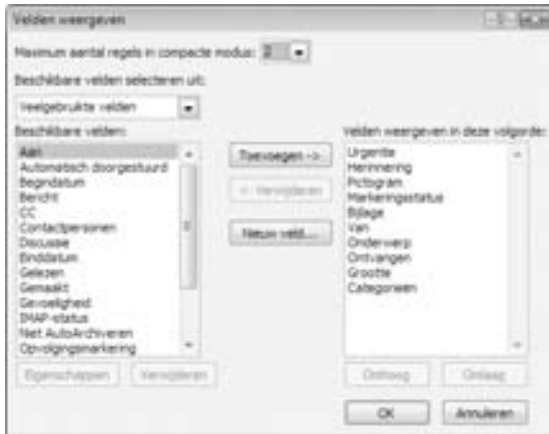 Velden weergeven
Maximum aantal regels in compacte modus: 2
Beschikbare velden selecteren uit:
Veelgebruikte velden
Beschikbare velden:
Aan
Automatisch doorgestuurd
Begindatum
Bericht
CC
Contactpersonen
Discussie
Einddatum
Gelezen
Gemaakt
Gevoeligheid
IMAP-status
Niet AutoArchiveren
Opvolgingsmarkering
Eigenschappen
Verwijderen
Toevoegen ->
<- Verwijderen
Nieuw veld...
Velden weergeven in deze volgorde:
Urgentie
Herinnering
Pictogram
Markeringsstatus
Bijlage
Van
Onderwerp
Ontvangen
Grootte
Categorieën
Omhoog
Omlaag
OK
Annuleren